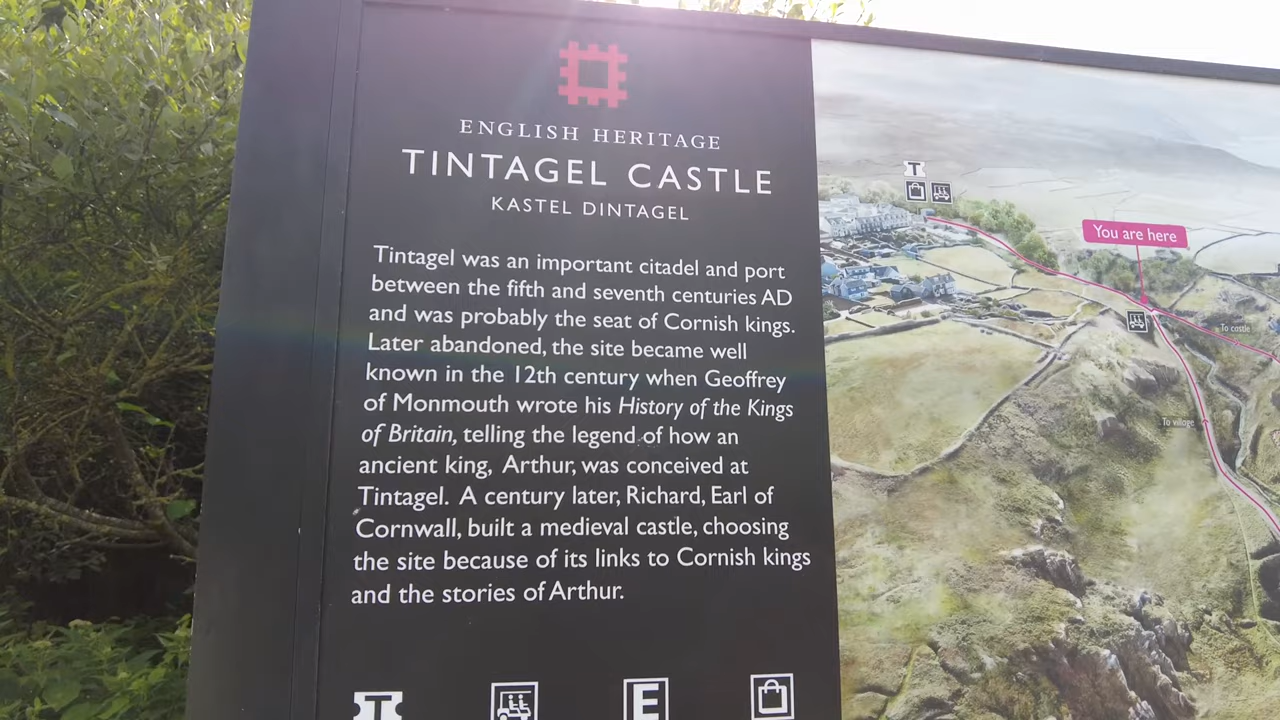 ENGLISH HERITAGE
TINTAGEL CASTLE
KASTEL DINTAGEL
Tintagel was an important citadel and port
between the fifth and seventh centuries AD
and was probably the seat of Cornish kings.
Later abandoned, the site became well
known in the 12th century when Geoffrey
of Monmouth wrote his History of the Kings
of Britain, telling the legend of how an
ancient king, Arthur, was conceived at
Tintagel. A century later, Richard, Earl of
Cornwall, built a medieval castle, choosing
the site because of its links to Cornish kings
and the stories of Arthur.
T
E
T
You are here
To castle
To village